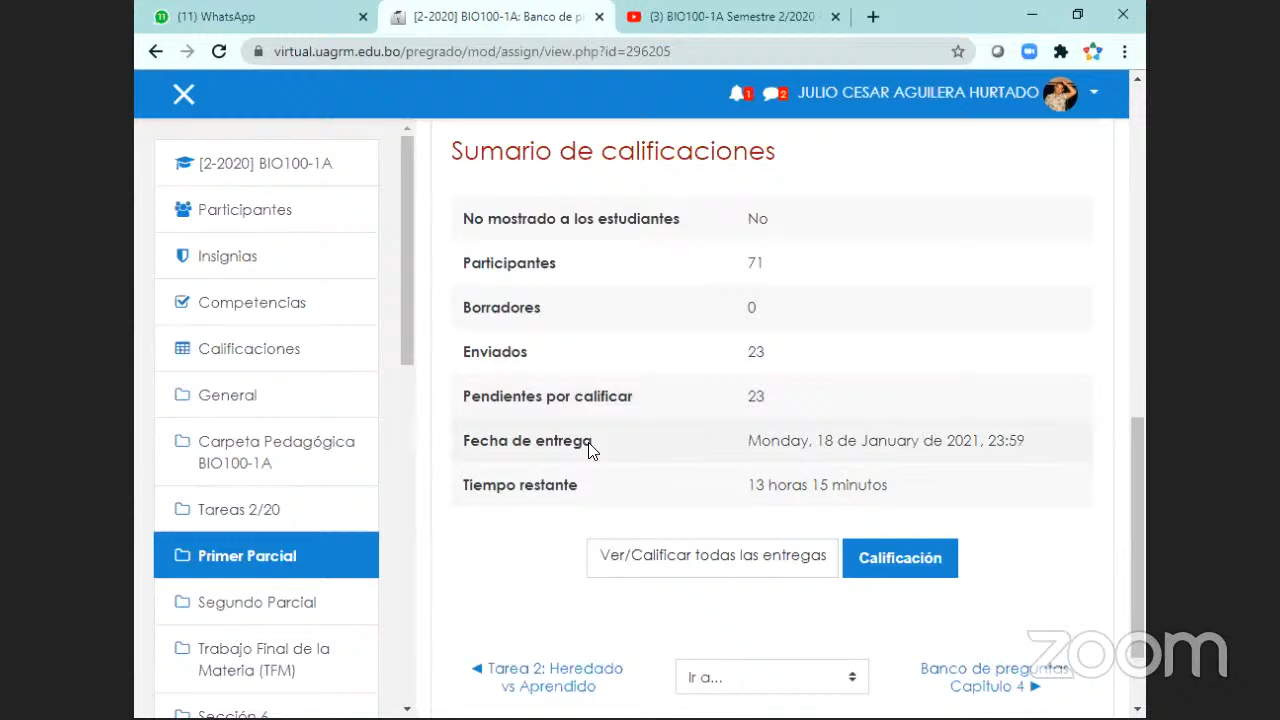 (11) WhatsApp
[2-2020] BIO100-1A: Banco de pr
(3) BIO100-1A Semestre 2/2020 -
virtual.uagrm.edu.bo/pregrado/mod/assign/view.php?id=296205
1
2
JULIO CESAR AGUILERA HURTADO
[2-2020] BIO100-1A
Participantes
Insignias
Competencias
Calificaciones
General
Carpeta Pedagógica
BIO100-1A
Tareas 2/20
Primer Parcial
Segundo Parcial
Trabajo Final de la
Materia (TFM)
Sección 6
Sumario de calificaciones
No mostrado a los estudiantes No
Participantes 71
Borradores 0
Enviados 23
Pendientes por calificar 23
Fecha de entrega Monday, 18 de January de 2021, 23:59
Tiempo restante 13 horas 15 minutos
Ver/Calificar todas las entregas
Calificación
◄ Tarea 2: Heredado
vs Aprendido
Ir a...
Banco de preguntas
Capitulo 4 ►
zoom